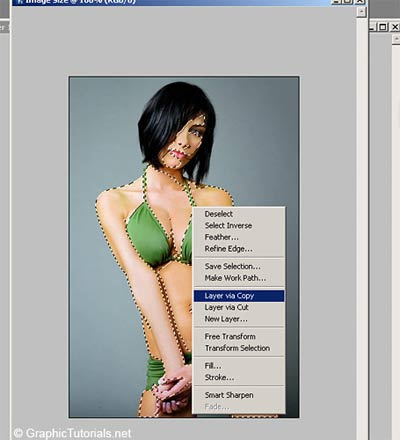 Image Size @ 100% (RGB/8)
Deselect
Select Inverse
Feather...
Refine Edge...
Save Selection...
Make Work Path...
Layer via Copy
Layer via Cut
New Layer...
Free Transform
Transform Selection
Fill...
Stroke...
Smart Sharpen
Fade...
© GraphicTutorials.net